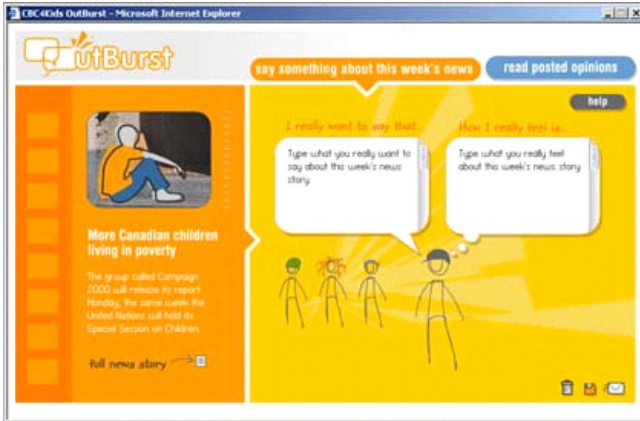 CBC4Kids OutBurst - Microsoft Internet Explorer
OutBurst
say something about this week's news
read posted opinions
help
I really want to say that...
How I really feel is...
Type what you really want to
say about this week's news
story
Type what you really feel
about this week's news story
More Canadian children
living in poverty
The group called Campaign
2000 will release its report
Monday, the same week the
United Nations will hold its
Special Session on Children.
full news story